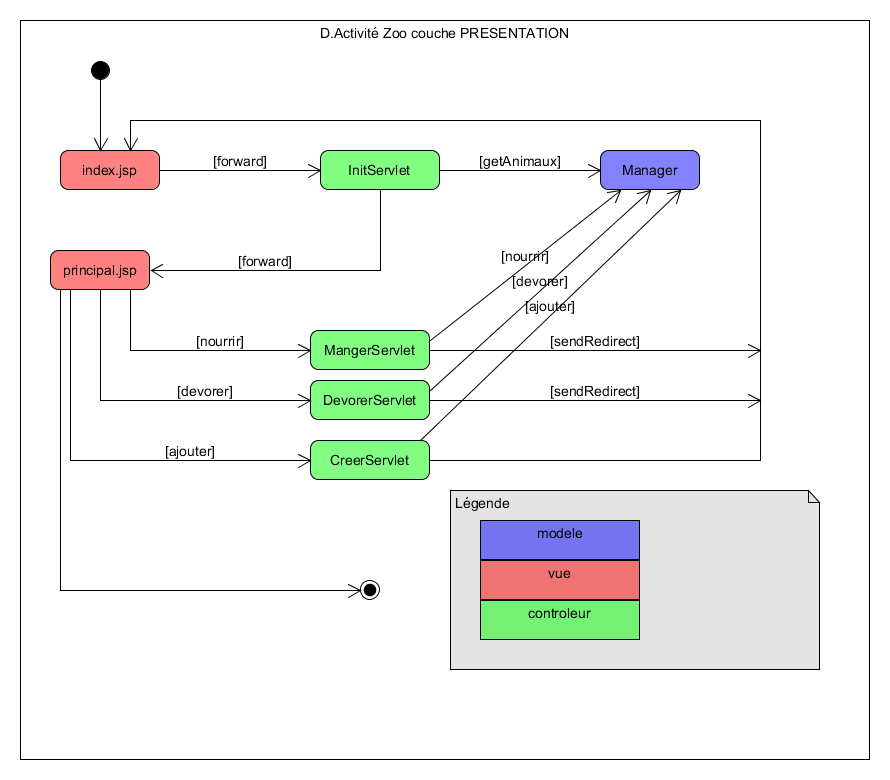 D.Activité Zoo couche PRESENTATION
index.jsp
[forward]
InitServlet
[getAnimaux]
Manager
principal.jsp
[forward]
[nourrir]
[devorer]
[ajouter]
[nourrir]
MangerServlet
[sendRedirect]
[devorer]
DevorerServlet
[sendRedirect]
[ajouter]
CreerServlet
Légende
modele
vue
controleur